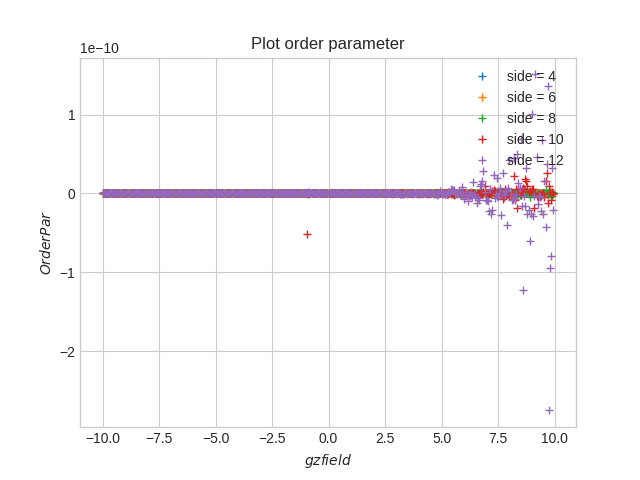 Plot order parameter
1e−10
side = 4
side = 6
side = 8
side = 10
side = 12
1
0
−1
−2
OrderPar
−10.0 −7.5 −5.0 −2.5 0.0 2.5 5.0 7.5 10.0
gzfield